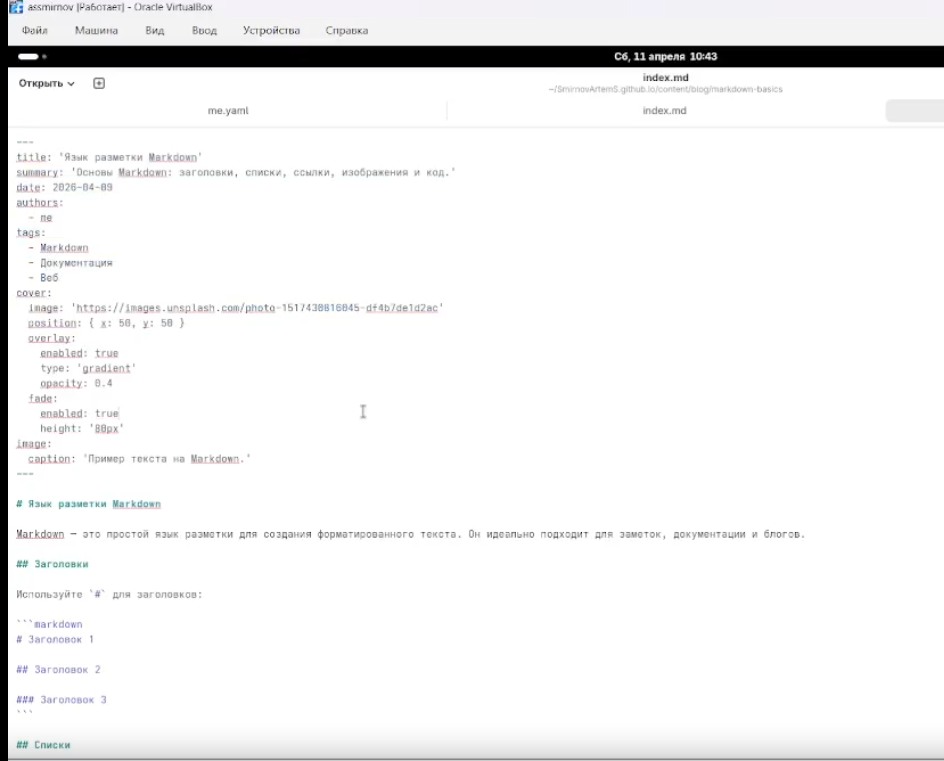 assmirnov [Работает] - Oracle VirtualBox
Файл Машина Вид Ввод Устройства Справка
Сб, 11 апреля 10:43
Открыть
index.md
~/SmirnovArtemS.github.io/content/blog/markdown-basics
me.yaml index.md
---
title: 'Язык разметки Markdown'
summary: 'Основы Markdown: заголовки, списки, ссылки, изображения и код.'
date: 2026-04-09
authors:
- me
tags:
- Markdown
- Документация
- Веб
cover:
image: 'https://images.unsplash.com/photo-1517430816045-df4b7de1d2ac'
position: { x: 50, y: 50 }
overlay:
enabled: true
type: 'gradient'
opacity: 0.4
fade:
enabled: true
height: '80px'
image:
caption: 'Пример текста на Markdown.'
---
# Язык разметки Markdown
Markdown — это простой язык разметки для создания форматированного текста. Он идеально подходит для заметок, документации и блогов.
## Заголовки
Используйте `#` для заголовков:
```markdown
# Заголовок 1
## Заголовок 2
### Заголовок 3
```
## Списки